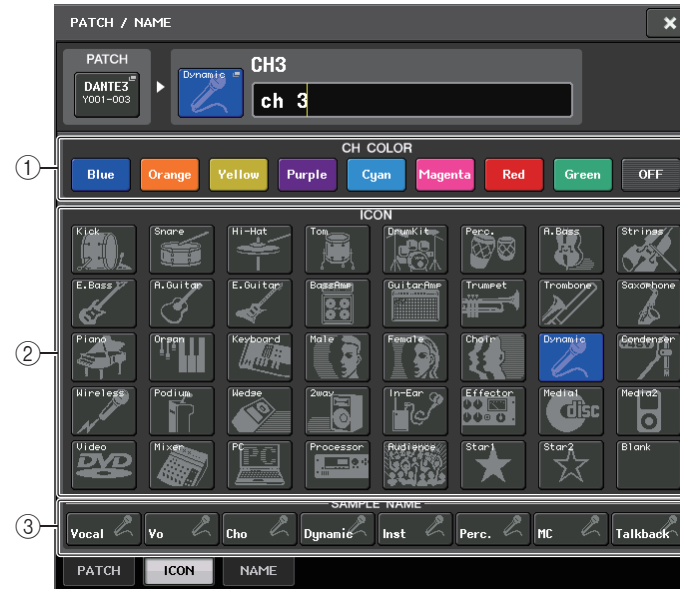 PATCH / NAME
PATCH
DANTE3
Y001-003
Dynamic
CH3
ch 3
① CH COLOR
Blue Orange Yellow Purple Cyan Magenta Red Green OFF
② ICON
Kick Snare Hi-Hat Tom DrumKit Perc. A.Bass Strings
E.Bass A.Guitar E.Guitar BassAmp GuitarAmp Trumpet Trombone Saxophone
Piano Organ Keyboard Male Female Choir Dynamic Condenser
Wireless Podium Wedge 2way In-Ear Effector Media1 disc Media2
Video DVD Mixer PC PC Processor Audience Star1 Star2 Blank
③ SAMPLE NAME
Vocal Vo Cho Dynamic Inst Perc. MC Talkback
PATCH ICON NAME